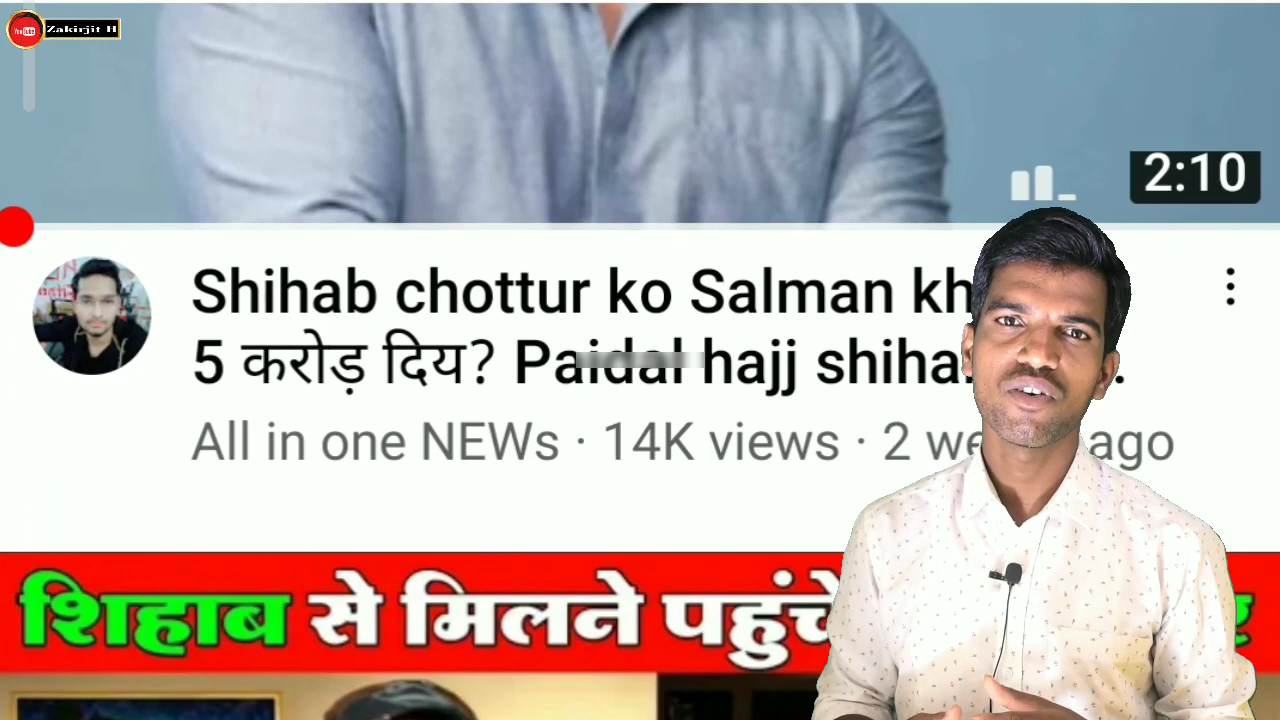 YouTube Zakirjit H
2:10
Shihab chottur ko Salman kh
5 करोड़ दिय? Paidal hajj shiha
All in one NEWs · 14K views · 2 we ago
शिहाब से मिलने पहुंचे